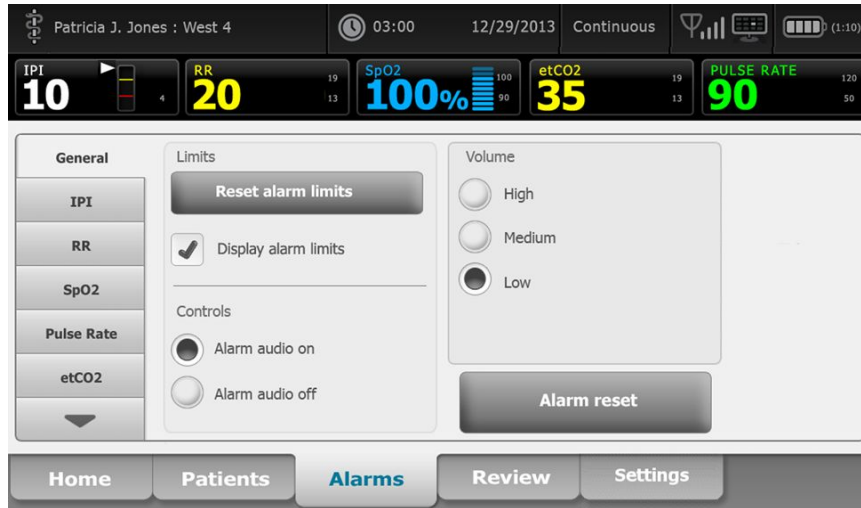 Patricia J. Jones : West 4
03:00
12/29/2013
Continuous
(1:10)
IPI
10
4
RR
20
19
13
SpO2
100%
100
90
etCO2
35
19
13
PULSE RATE
90
120
50
General
IPI
RR
SpO2
Pulse Rate
etCO2
Limits
Reset alarm limits
Display alarm limits
Controls
Alarm audio on
Alarm audio off
Volume
High
Medium
Low
Alarm reset
Home
Patients
Alarms
Review
Settings